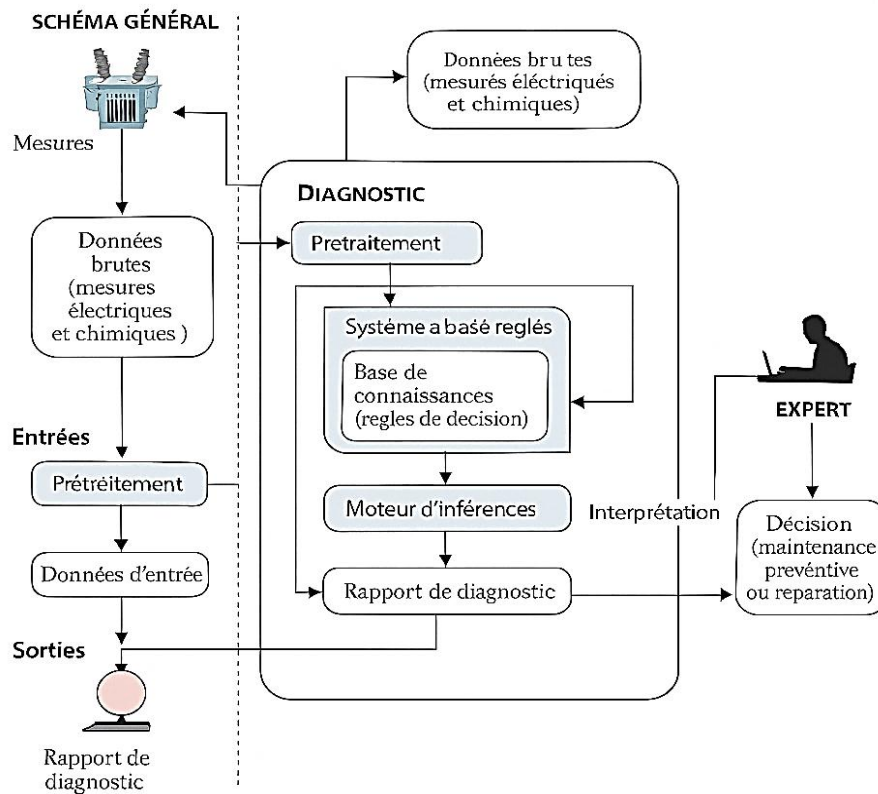 SCHÉMA GÉNÉRAL
Mesures
Données
brutes
(mesures
électriques
et chimiques )
Entrées
Prétrèitement
Données d'entrée
Sorties
Rapport de
diagnostic
Données bru tes
(mesurés éléctriqués
et chimiques)
DIAGNOSTIC
Pretraitement
Systéme a basé reglés
Base de
connaissances
(regles de decision)
Moteur d'inférences
Rapport de diagnostic
Interprétation
EXPERT
Décision
(maintenance
prevéntive
ou reparation)